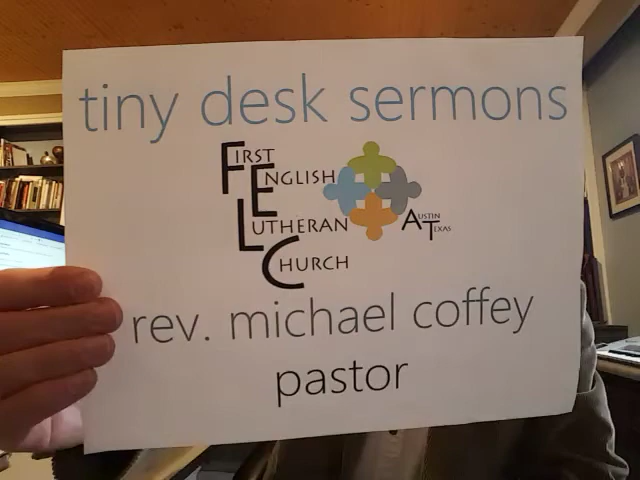 tiny desk sermons
FIRST
ENGLISH
LUTHERAN
CHURCH
AUSTIN
TEXAS
rev. michael coffey
pastor